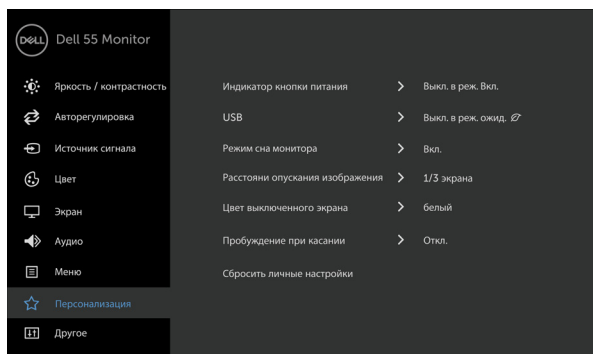 DELL Dell 55 Monitor
Яркость / контрастность
Индикатор кнопки питания Выкл. в реж. Вкл.
Авторегулировка
USB Выкл. в реж. ожид.
Источник сигнала
Режим сна монитора Вкл.
Цвет
Расстояни опускания изображения 1/3 экрана
Экран
Цвет выключенного экрана белый
Аудио
Пробуждение при касании Откл.
Меню
Сбросить личные настройки
Персонализация
Другое